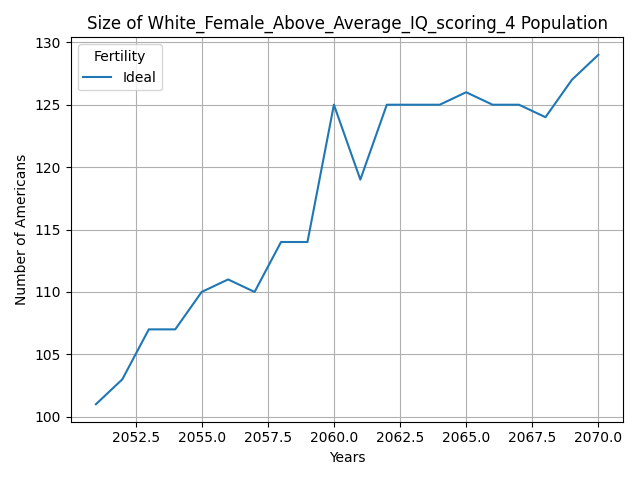 Size of White_Female_Above_Average_IQ_scoring_4 Population
130
125
120
115
110
105
100
Number of Americans
Fertility
Ideal
2052.5 2055.0 2057.5 2060.0 2062.5 2065.0 2067.5 2070.0
Years